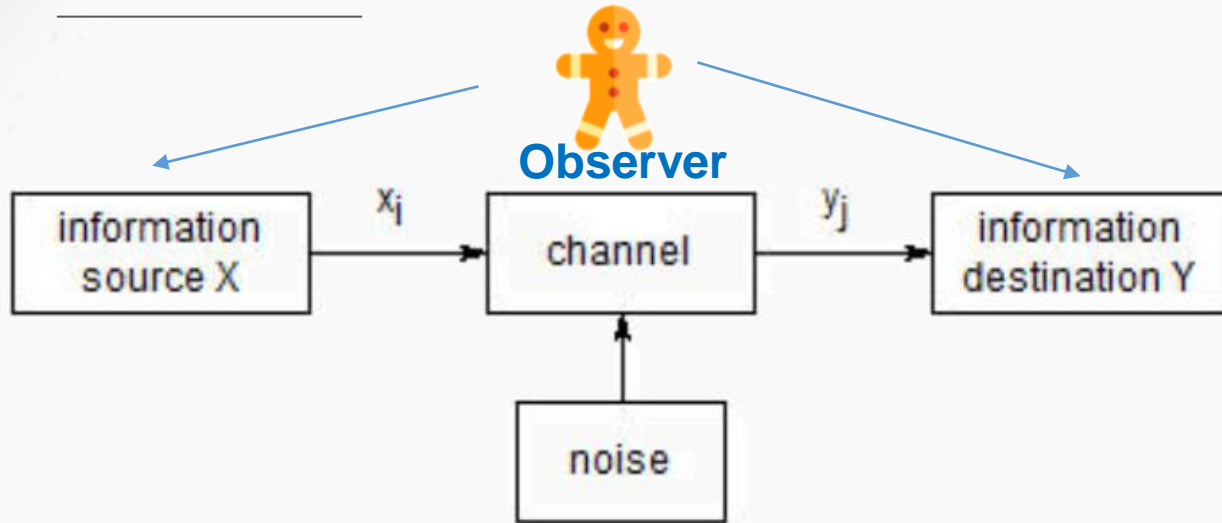 Observer
information
source X
xi
channel
yj
information
destination Y
noise